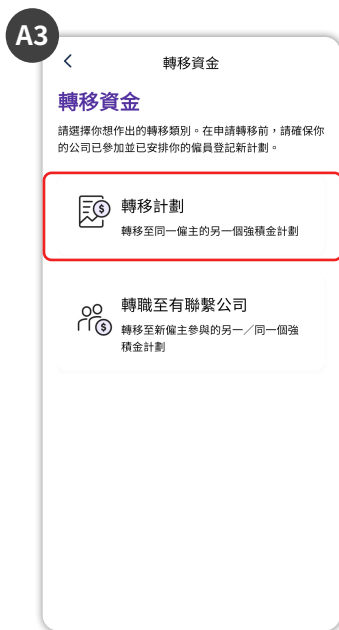 A3
轉移資金
轉移資金
請選擇你想作出的轉移類別。在申請轉移前，請確保你
的公司已參加並已安排你的僱員登記新計劃。
轉移計劃
轉移至同一僱主的另一個強積金計劃
轉職至有聯繫公司
轉移至新僱主參與的另一／同一個強
積金計劃